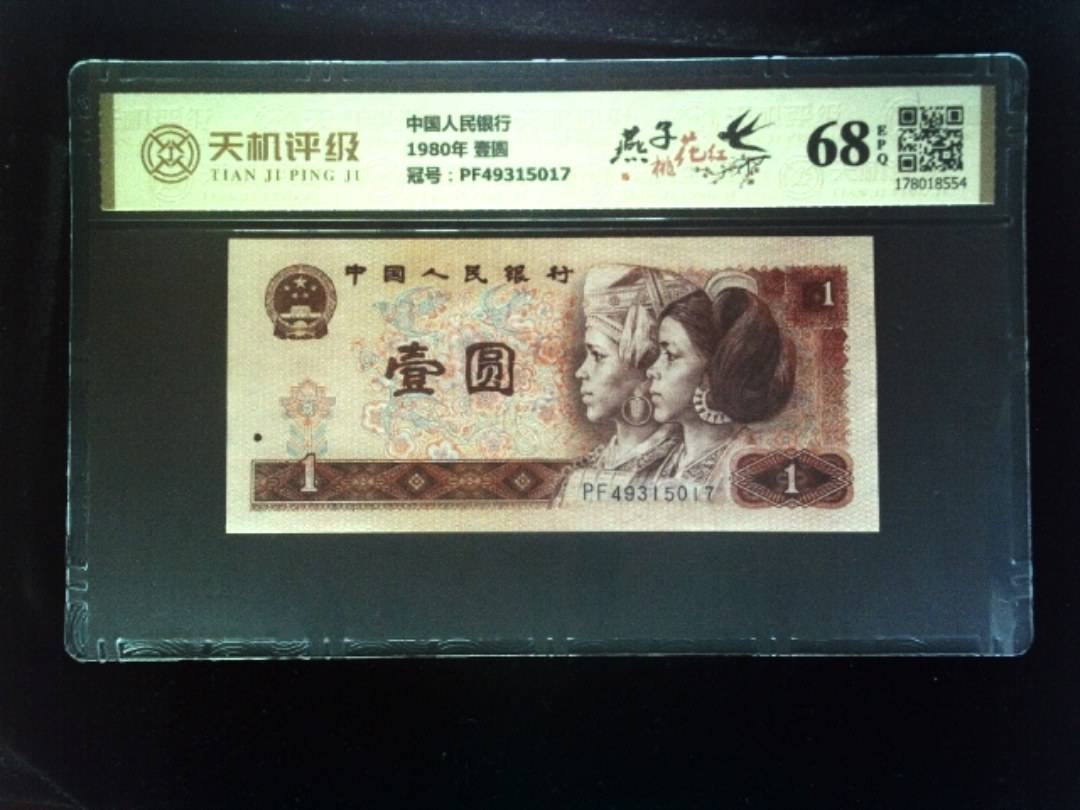 天机评级
TIAN JI PING JI
中国人民银行
1980年 壹圆
冠号：PF49315017
燕子
桃花红
68
EPQ
178018554
中国人民银行
1
壹圆
1
PF49315017
1